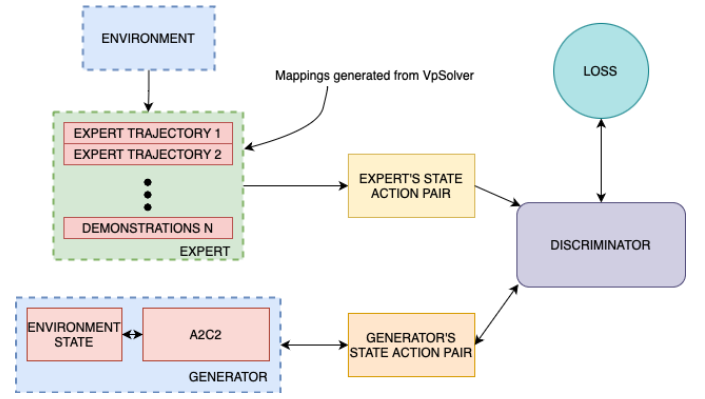 ENVIRONMENT
Mappings generated from VpSolver
LOSS
EXPERT TRAJECTORY 1
EXPERT TRAJECTORY 2
DEMONSTRATIONS N
EXPERT
EXPERT'S STATE
ACTION PAIR
DISCRIMINATOR
ENVIRONMENT
STATE
A2C2
GENERATOR
GENERATOR'S
STATE ACTION PAIR